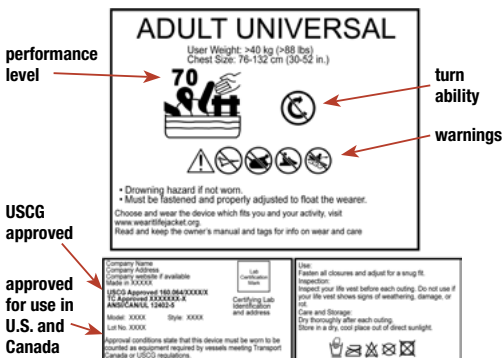 ADULT UNIVERSAL
User Weight: >40 kg (>88 lbs)
Chest Size: 76-132 cm (30-52 in.)
performance
level
70
turn
ability
warnings
• Drowning hazard if not worn.
• Must be fastened and properly adjusted to float the wearer.
Choose and wear the device which fits you and your activity, visit
www.wearitlifejacket.org.
Read and keep the owner's manual and tags for info on wear and care
USCG
approved
approved
for use in
U.S. and
Canada
Company Name
Company Address
Company website if available
Made in XXXXX
USCG Approved 160.064/XXXX/X
TC Approved XXXXXXX-X
ANSI/CAN/UL 12402-5
Model: XXXX Style: XXXX
Lot No. XXXX
Approval conditions state that this device must be worn to be
counted as equipment required by vessels meeting Transport
Canada or USCG regulations.
Lab
Certification
Mark
Certifying Lab
Identification
and address
Use:
Fasten all closures and adjust for a snug fit.
Inspection:
Inspect your life vest before each outing. Do not use if
your life vest shows signs of weathering, damage, or
rot.
Care and Storage:
Dry thoroughly after each outing.
Store in a dry, cool place out of direct sunlight.